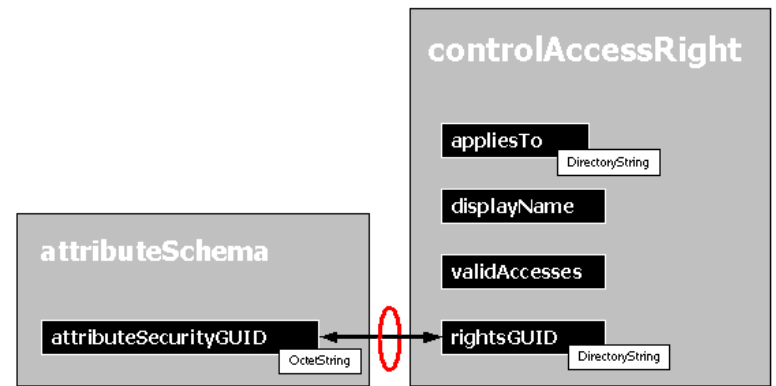 controlAccessRight
appliesTo
DirectoryString
displayName
attributeSchema
validAccesses
attributeSecurityGUID
OctetString
rightsGUID
DirectoryString